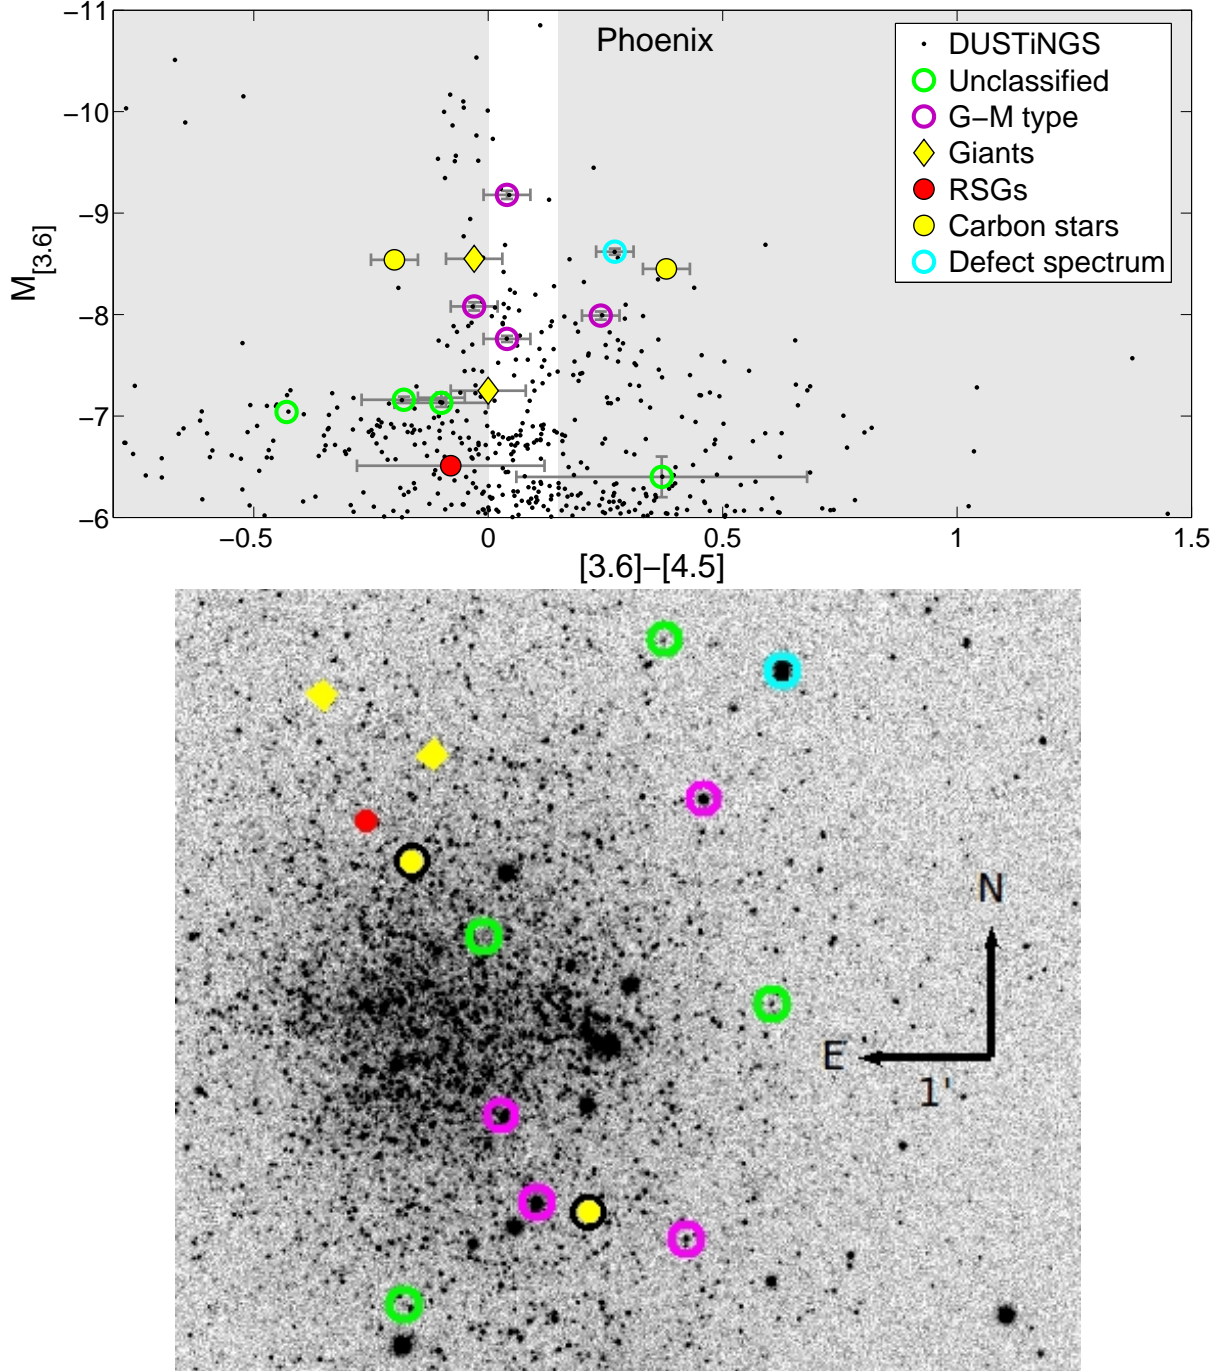 −11
Phoenix
DUSTiNGS
Unclassified
−10
G−M type
Giants
RSGs
−9
Carbon stars
Defect spectrum
M[3.6]
−8
−7
−6
−0.5 0 0.5 1 1.5
[3.6]−[4.5]
N
E
1'